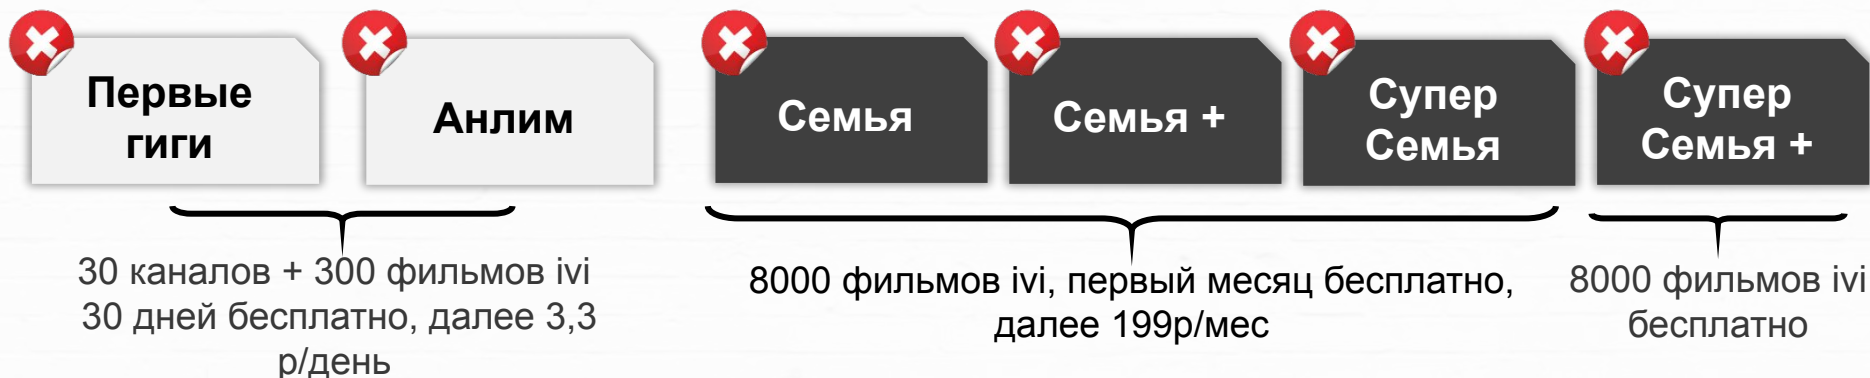 Первые
гиги
Анлим
Семья
Семья +
Супер
Семья
Супер
Семья +
30 каналов + 300 фильмов ivi
30 дней бесплатно, далее 3,3
р/день
8000 фильмов ivi, первый месяц бесплатно,
далее 199р/мес
8000 фильмов ivi
бесплатно